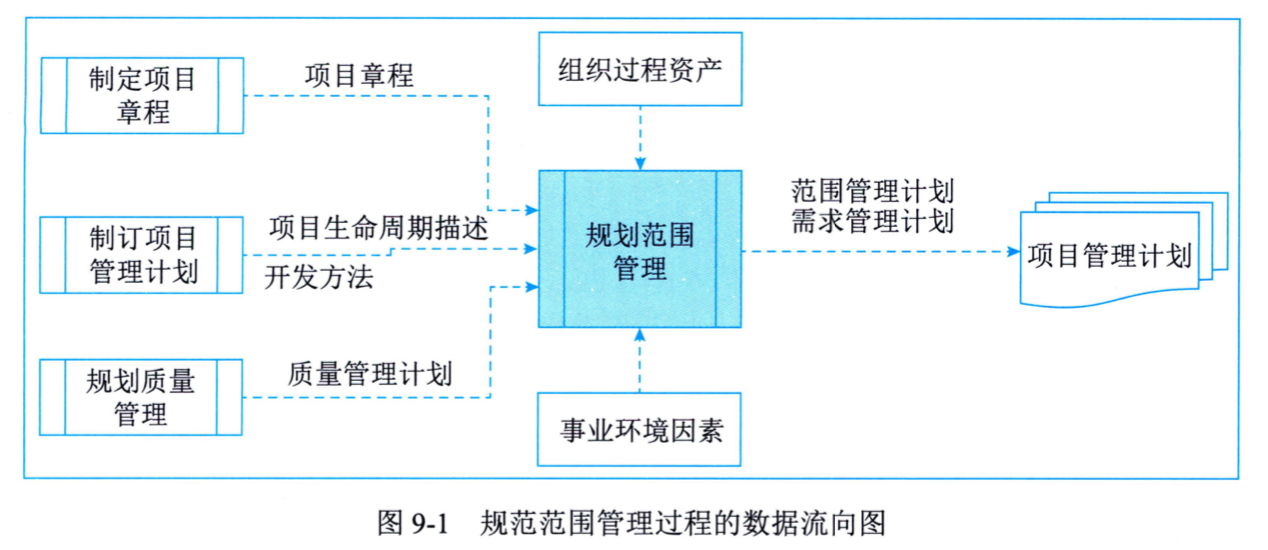 制定项目
章程
项目章程
组织过程资产
制订项目
管理计划
项目生命周期描述
开发方法
规划范围
管理
范围管理计划
需求管理计划
项目管理计划
规划质量
管理
质量管理计划
事业环境因素
图 9-1 规范范围管理过程的数据流向图